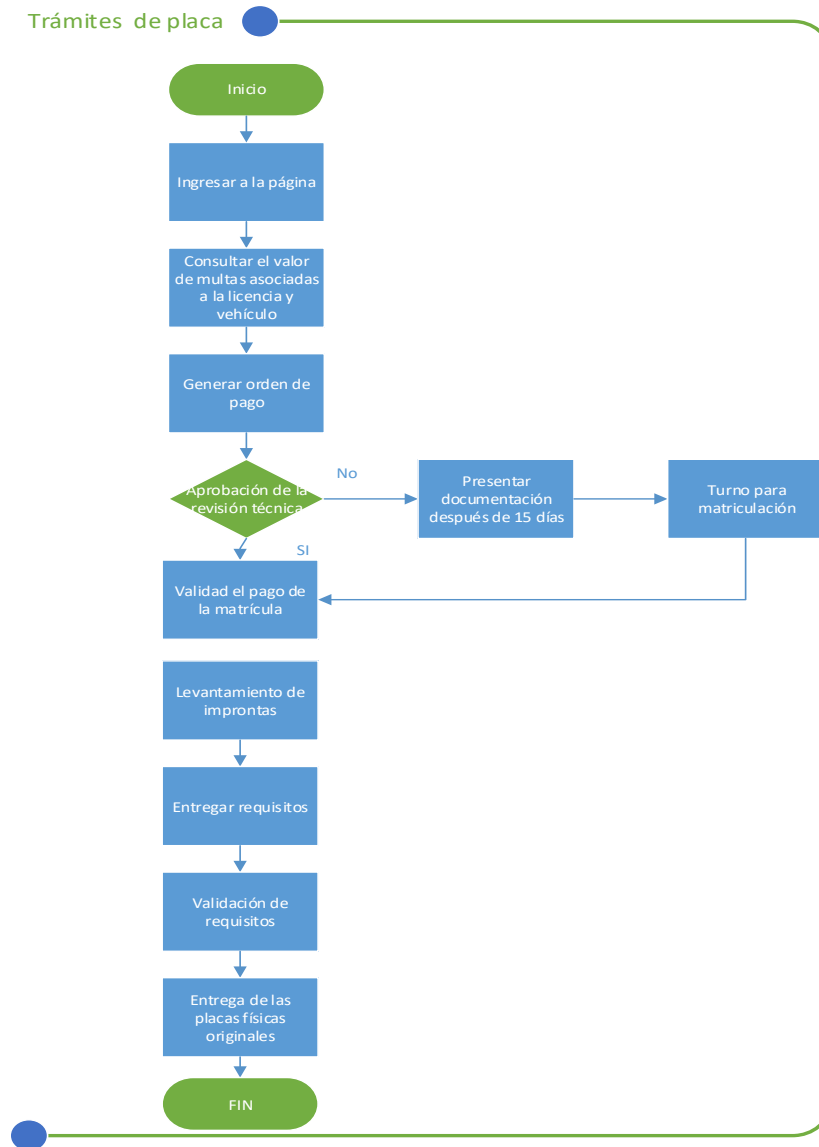 Trámites de placa
Inicio
Ingresar a la página
Consultar el valor
de multas asociadas
a la licencia y
vehículo
Generar orden de
pago
Aprobación de la
revisión técnica
No
Presentar
documentación
después de 15 días
Turno para
matriculación
SI
Validad el pago de
la matrícula
Levantamiento de
improntas
Entregar requisitos
Validación de
requisitos
Entrega de las
placas físicas
originales
FIN